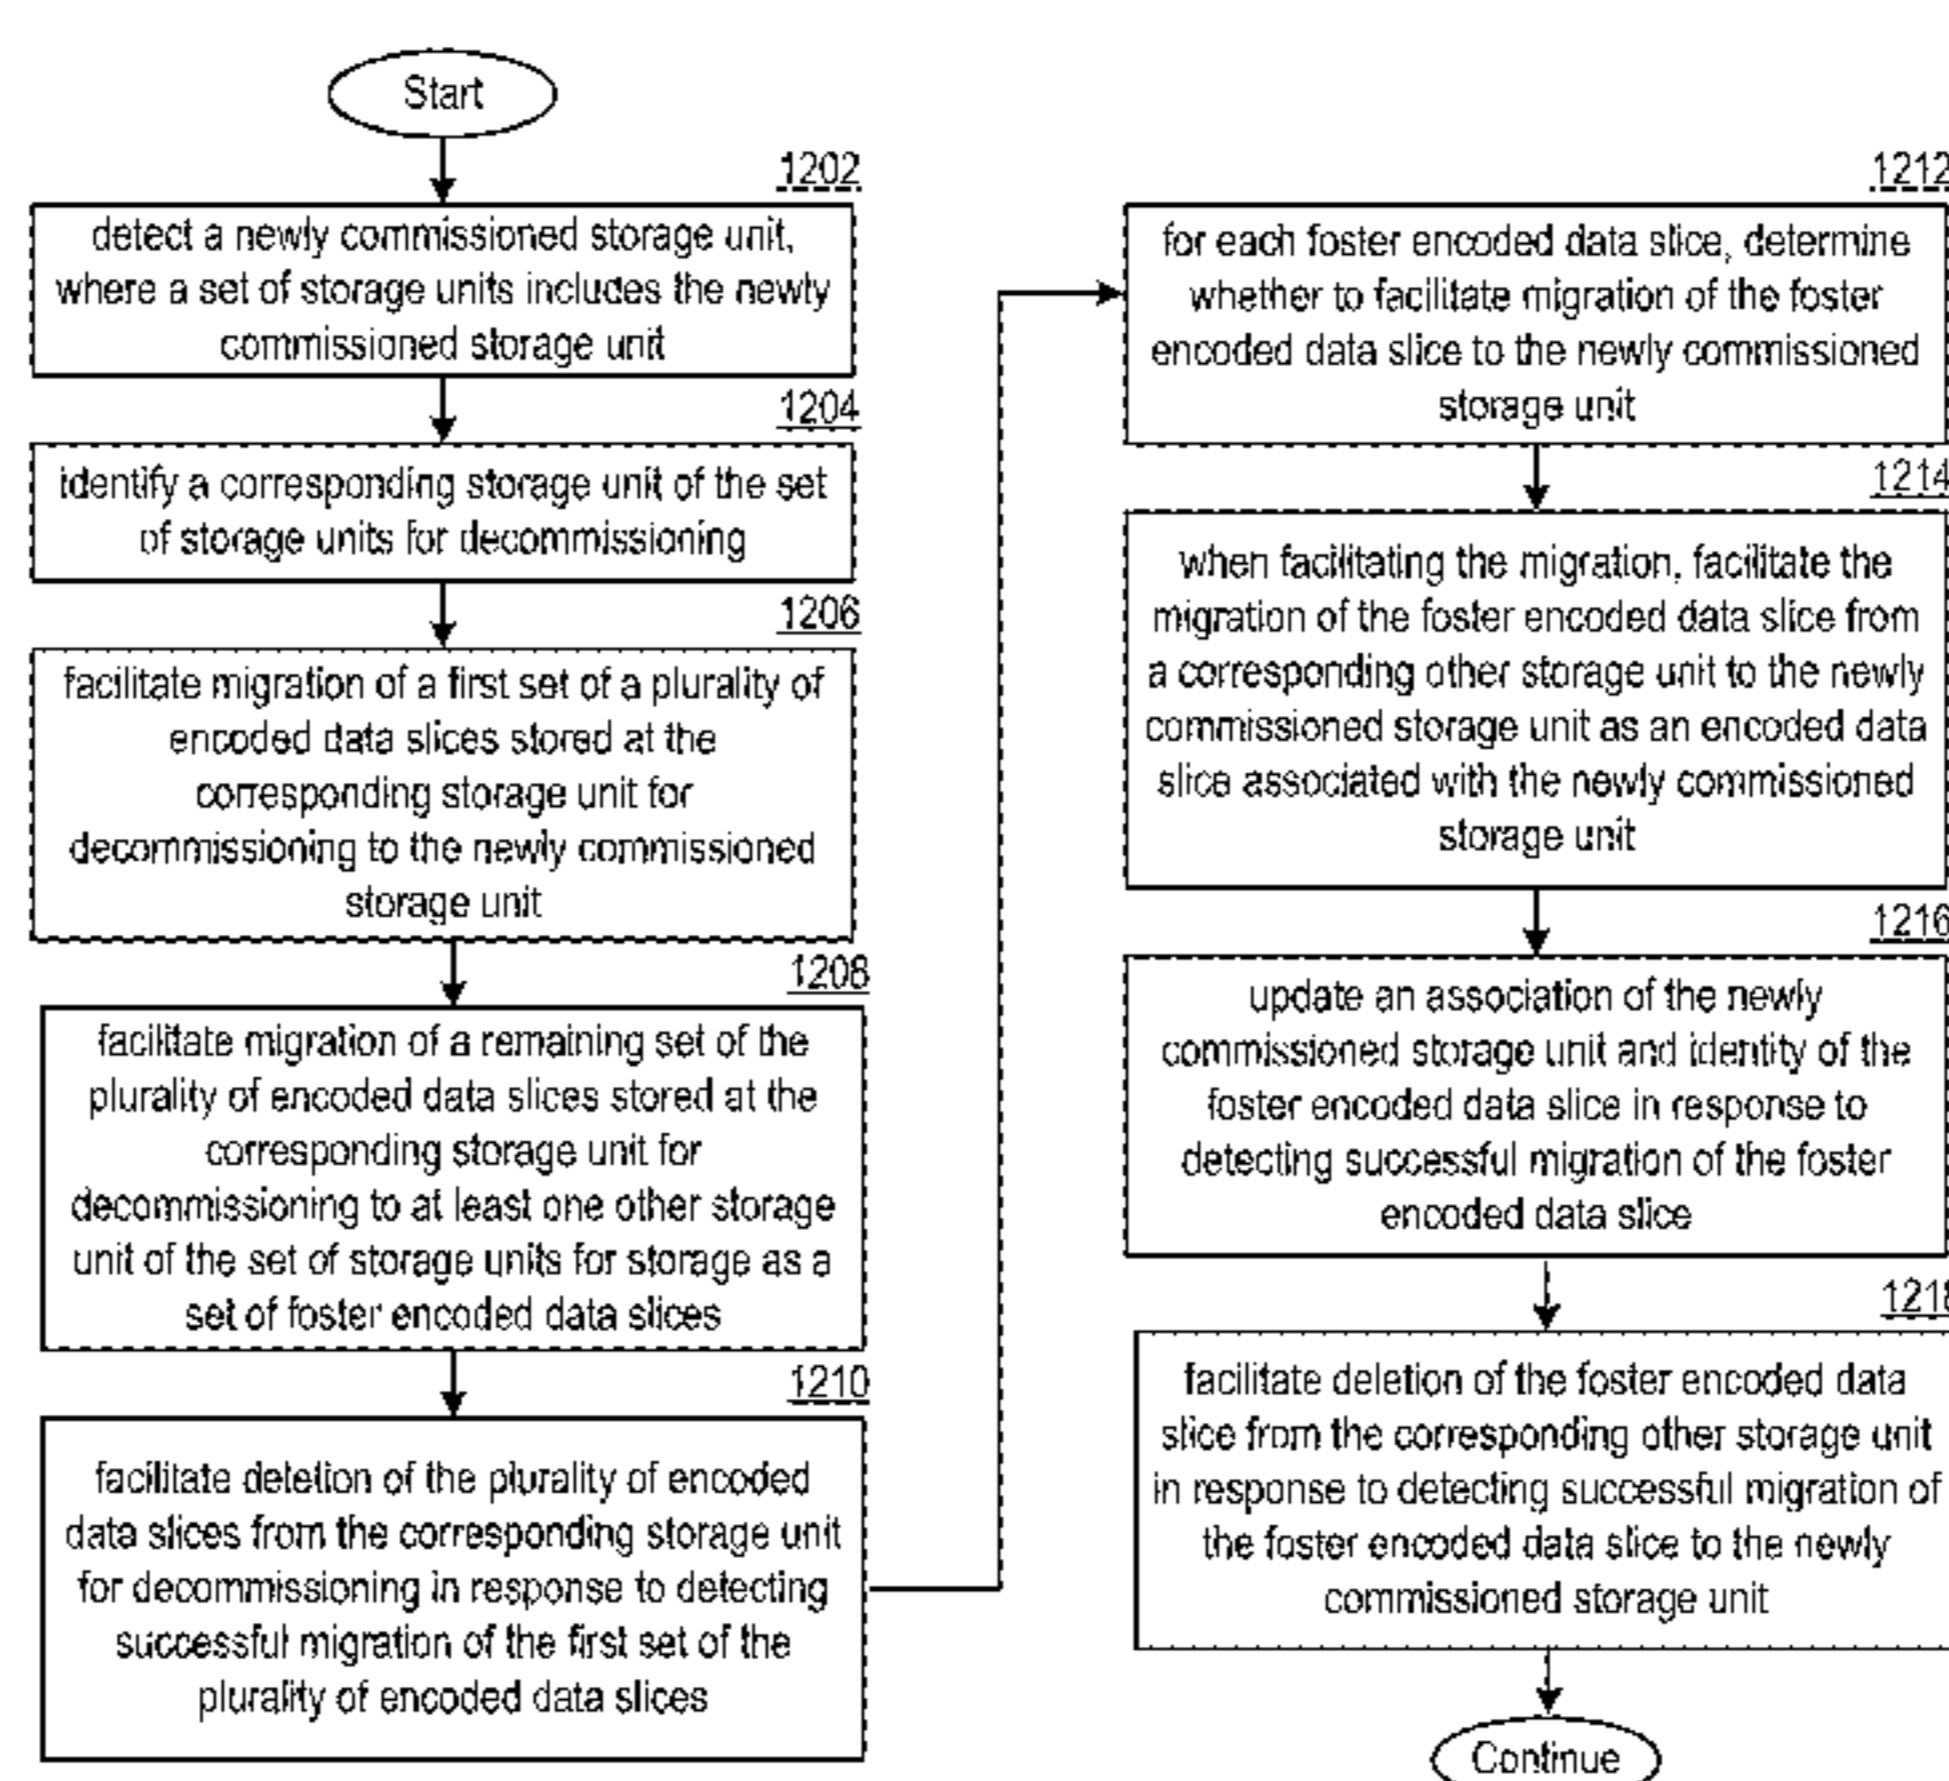 Start
1202
detect a newly commissioned storage unit,
where a set of storage units includes the newly
commissioned storage unit
1204
identify a corresponding storage unit of the set
of storage units for decommissioning
1206
facilitate migration of a first set of a plurality of
encoded data slices stored at the
corresponding storage unit for
decommissioning to the newly commissioned
storage unit
1208
facilitate migration of a remaining set of the
plurality of encoded data slices stored at the
corresponding storage unit for
decommissioning to at least one other storage
unit of the set of storage units for storage as a
set of foster encoded data slices
1210
facilitate deletion of the plurality of encoded
data slices from the corresponding storage unit
for decommissioning in response to detecting
successful migration of the first set of the
plurality of encoded data slices
1212
for each foster encoded data slice, determine
whether to facilitate migration of the foster
encoded data slice to the newly commissioned
storage unit
1214
when facilitating the migration, facilitate the
migration of the foster encoded data slice from
a corresponding other storage unit to the newly
commissioned storage unit as an encoded data
slice associated with the newly commissioned
storage unit
1216
update an association of the newly
commissioned storage unit and identity of the
foster encoded data slice in response to
detecting successful migration of the foster
encoded data slice
1218
facilitate deletion of the foster encoded data
slice from the corresponding other storage unit
in response to detecting successful migration of
the foster encoded data slice to the newly
commissioned storage unit
Continue